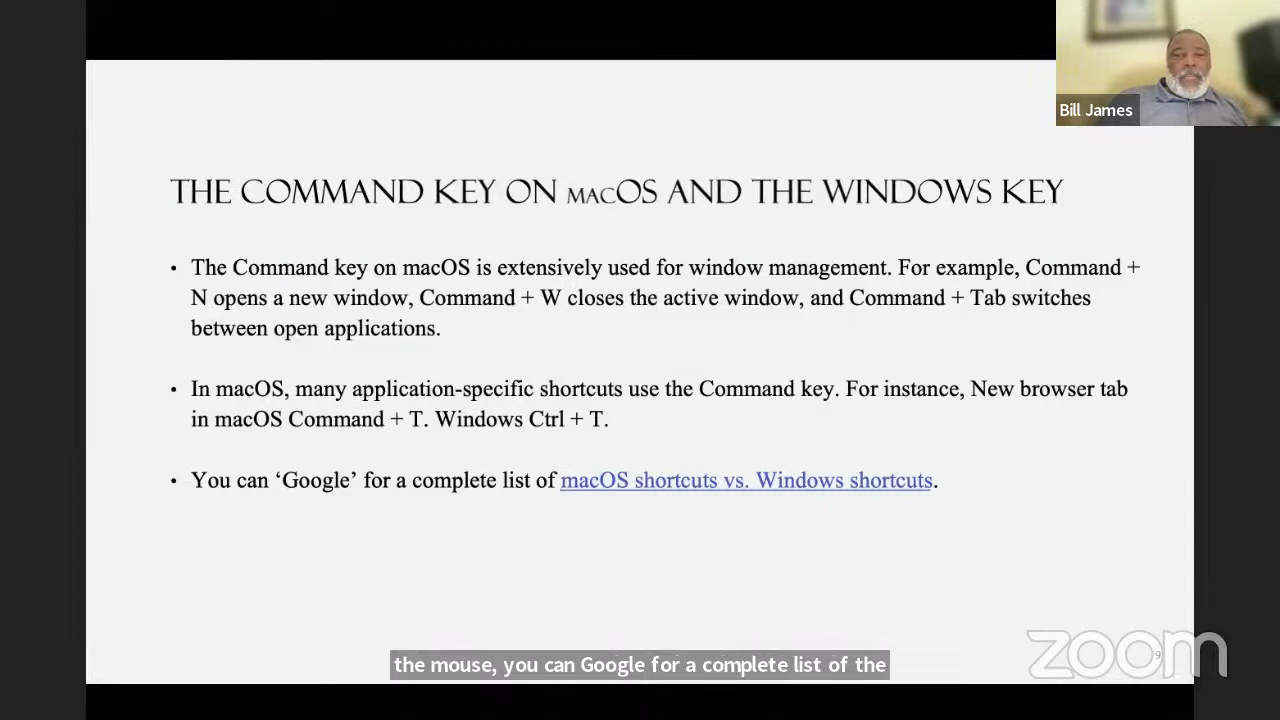 Bill James
THE COMMAND KEY ON MACOS AND THE WINDOWS KEY
• The Command key on macOS is extensively used for window management. For example, Command +
N opens a new window, Command + W closes the active window, and Command + Tab switches
between open applications.
• In macOS, many application-specific shortcuts use the Command key. For instance, New browser tab
in macOS Command + T. Windows Ctrl + T.
• You can ‘Google’ for a complete list of macOS shortcuts vs. Windows shortcuts.
the mouse, you can Google for a complete list of the
zoom
9